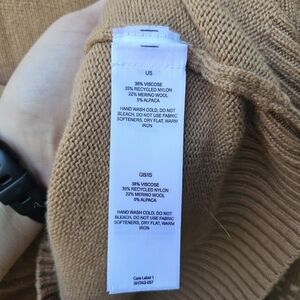 US
38% VISCOSE
35% RECYCLED NYLON
22% MERINO WOOL
5% ALPACA
HAND WASH COLD, DO NOT
BLEACH, DO NOT USE FABRIC
SOFTENERS, DRY FLAT, WARM
IRON
GB/IS
38% VISCOSE
35% RECYCLED NYLON
22% MERINO WOOL
5% ALPACA
HAND WASH COLD, DO NOT
BLEACH, DO NOT USE FABRIC
SOFTENERS, DRY FLAT, WARM
IRON
Care Label 1